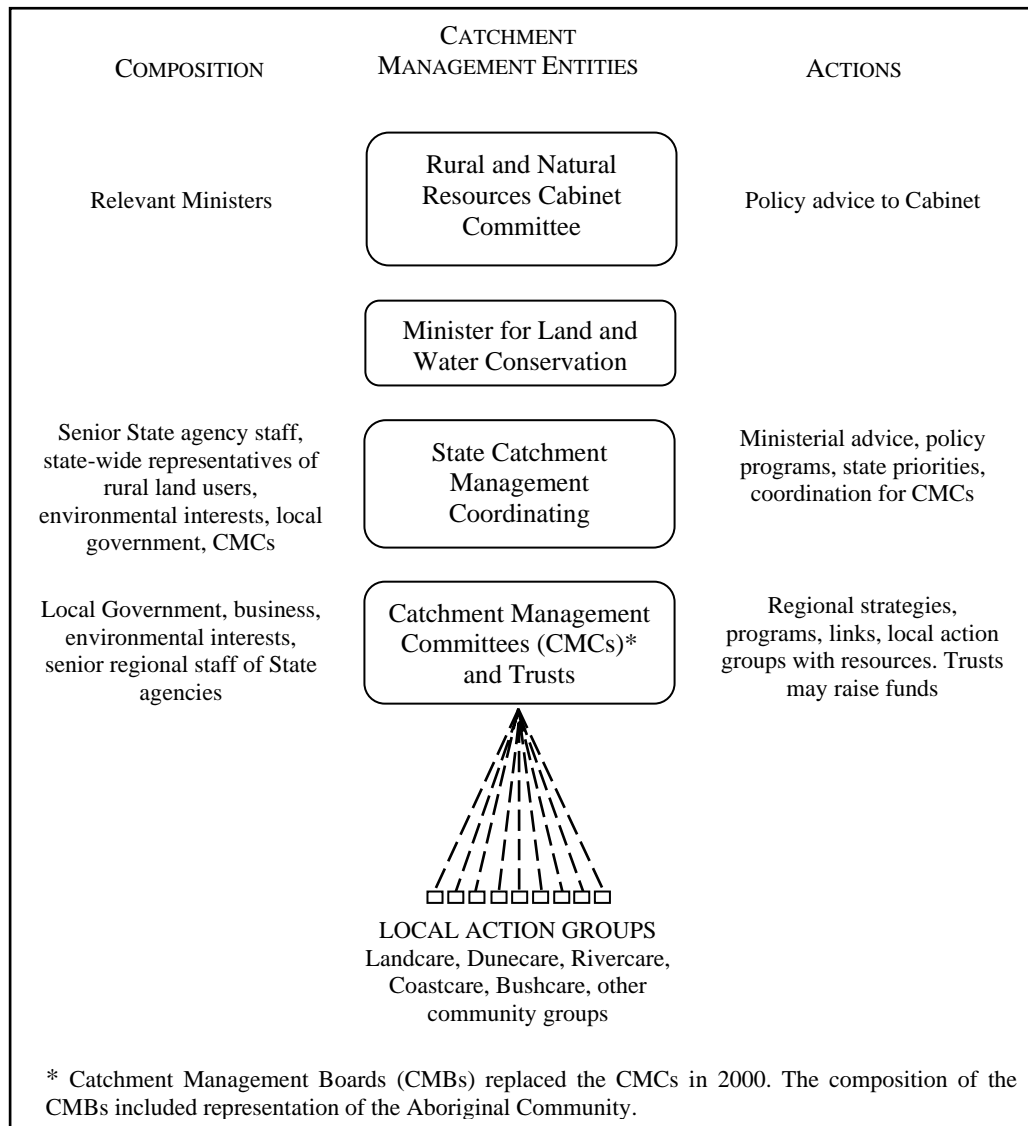 COMPOSITION
CATCHMENT
MANAGEMENT ENTITIES
ACTIONS
Relevant Ministers
Rural and Natural
Resources Cabinet
Committee
Policy advice to Cabinet
Minister for Land and
Water Conservation
Senior State agency staff,
state-wide representatives of
rural land users,
environmental interests, local
government, CMCs
State Catchment
Management
Coordinating
Ministerial advice, policy
programs, state priorities,
coordination for CMCs
Local Government, business,
environmental interests,
senior regional staff of State
agencies
Catchment Management
Committees (CMCs)*
and Trusts
Regional strategies,
programs, links, local action
groups with resources. Trusts
may raise funds
LOCAL ACTION GROUPS
Landcare, Dunecare, Rivercare,
Coastcare, Bushcare, other
community groups
* Catchment Management Boards (CMBs) replaced the CMCs in 2000. The composition of the
CMBs included representation of the Aboriginal Community.